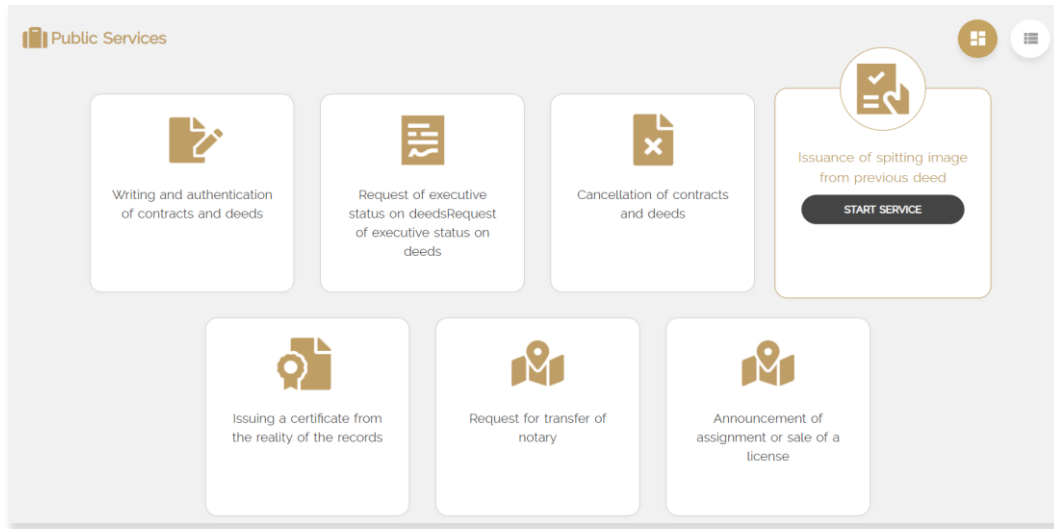 Public Services
Writing and authentication
of contracts and deeds
Request of executive
status on deedsRequest
of executive status on
deeds
Cancellation of contracts
and deeds
Issuance of spitting image
from previous deed
START SERVICE
Issuing a certificate from
the reality of the records
Request for transfer of
notary
Announcement of
assignment or sale of a
license